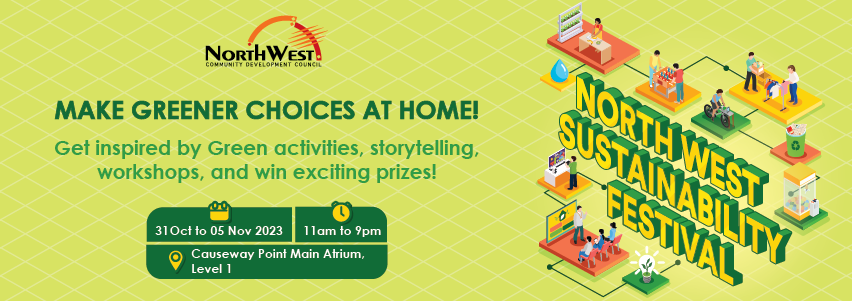 NORTHWEST
COMMUNITY DEVELOPMENT COUNCIL
MAKE GREENER CHOICES AT HOME!
Get inspired by Green activities, storytelling,
workshops, and win exciting prizes!
31Oct to 05 Nov 2023
11am to 9pm
Causeway Point Main Atrium,
Level 1
NORTH WEST
SUSTAINABILITY
FESTIVAL